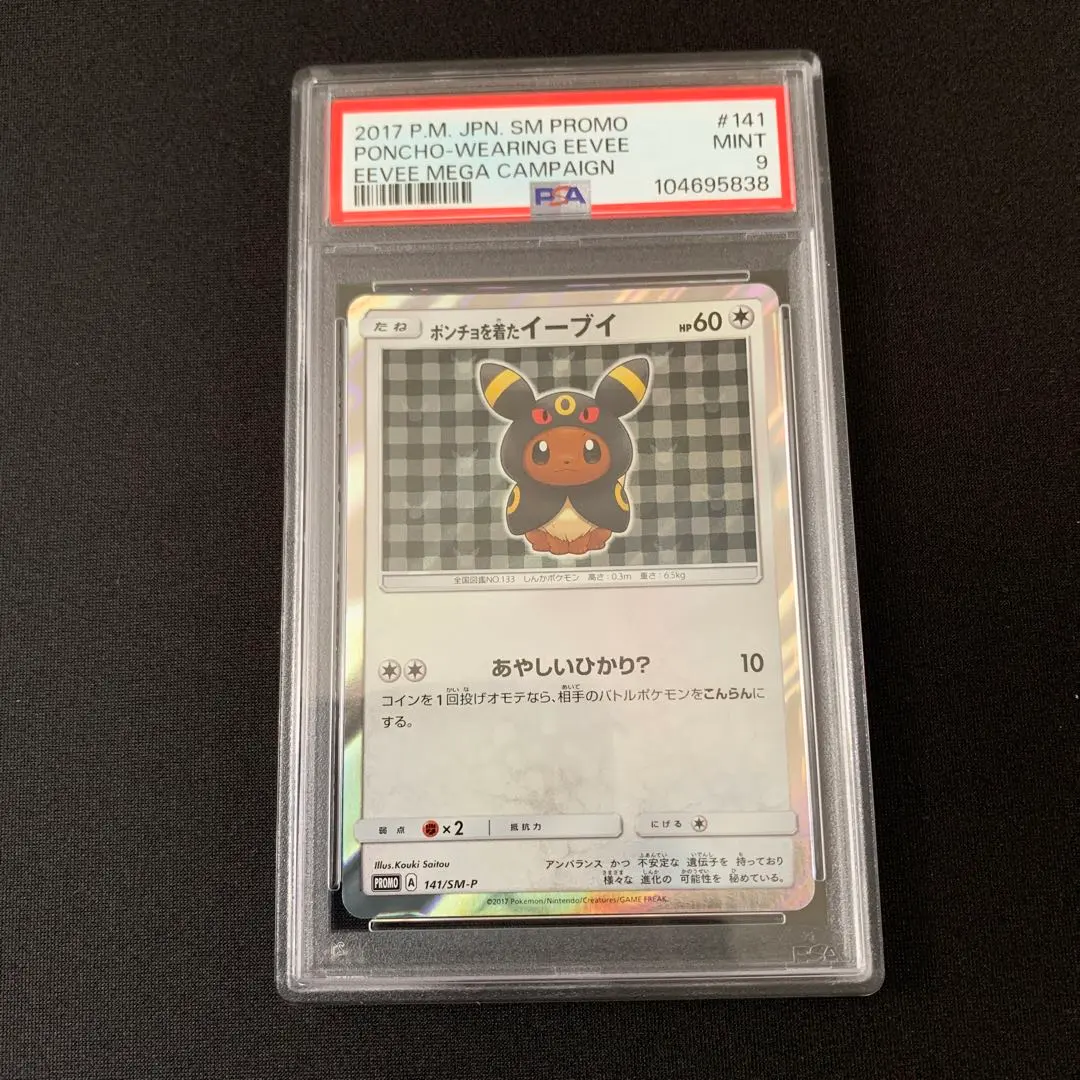 2017 P.M. JPN. SM PROMO #141
PONCHO-WEARING EEVEE MINT
EEVEE MEGA CAMPAIGN 9
PSA 104695838
たね ポンチョを着たイーブイ HP60
全国図鑑NO.133 しんかポケモン 高さ:0.3m 重さ:6.5kg
あやしいひかり? 10
コインを1回投げオモテなら、相手のバトルポケモンをこんらんに
する。
弱点 ×2 抵抗力 にげる
Illus.Kouki Saitou
アンバランス かつ 不安定な 遺伝子を 持っており
様々な 進化の 可能性を 秘めている。
PROMO A 141/SM-P
©2017 Pokémon/Nintendo/Creatures/GAME FREAK.
PSA